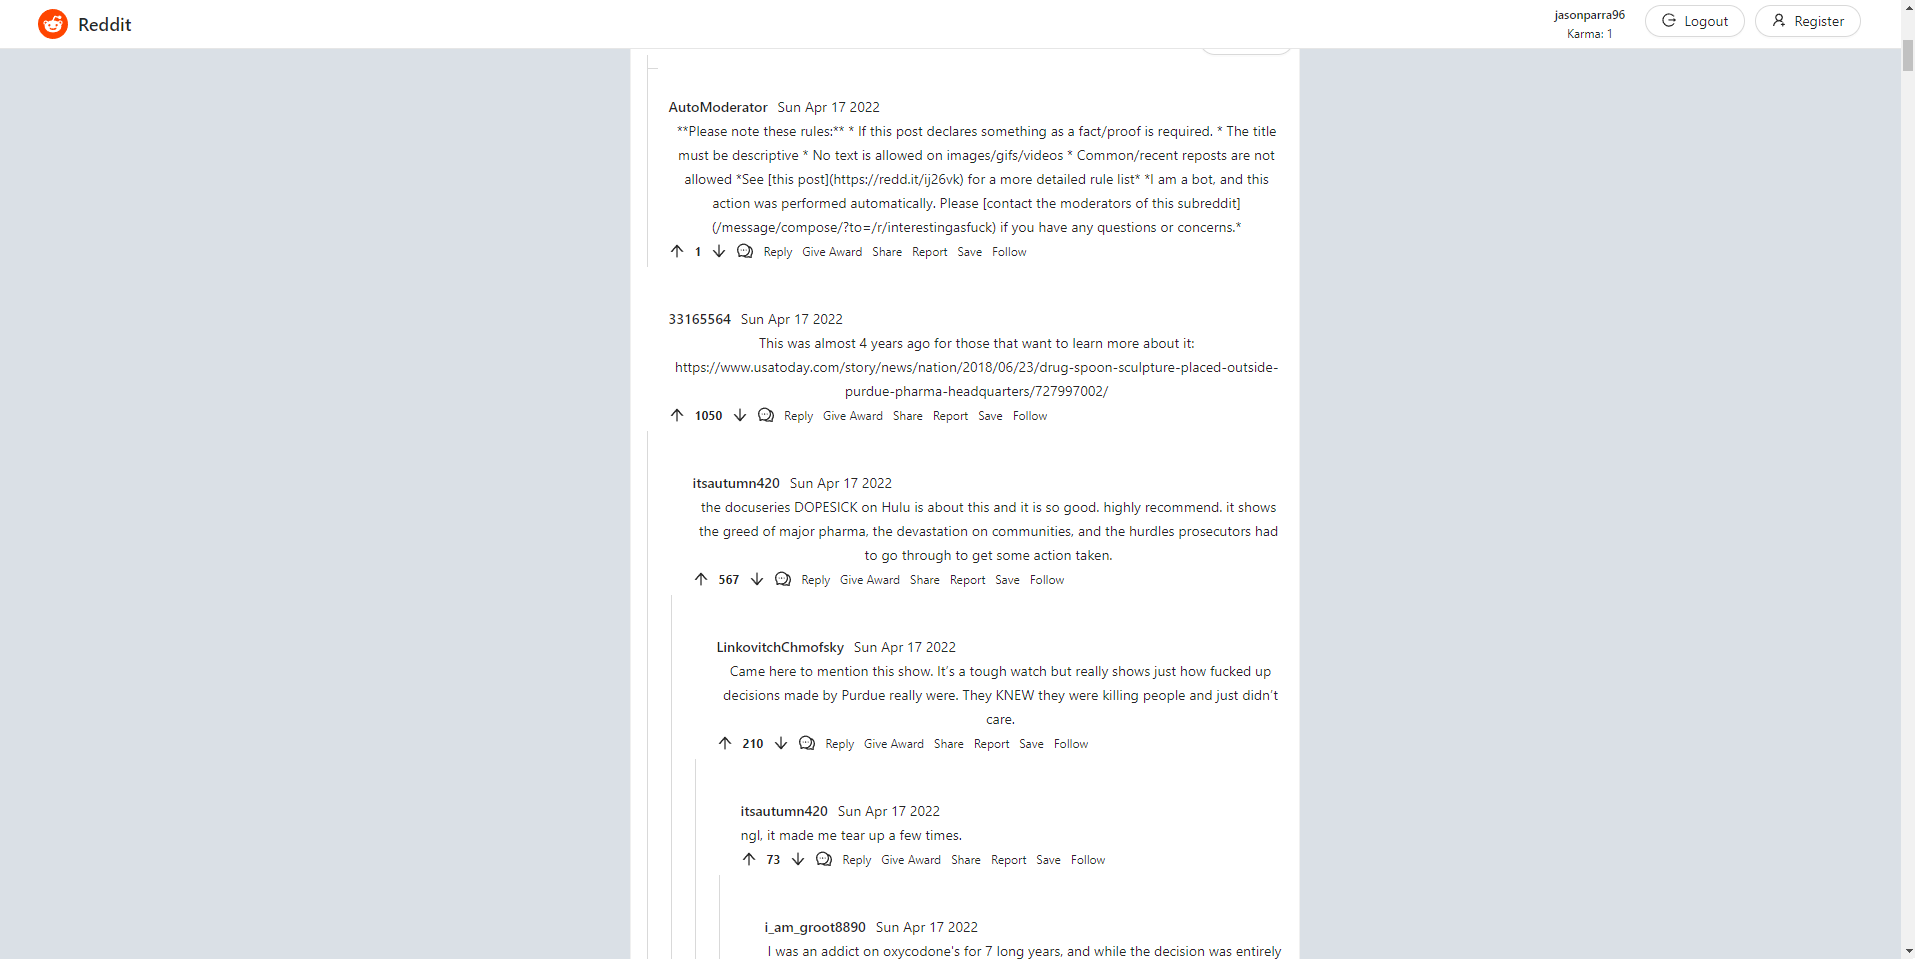 Reddit
jasonparra96
Karma: 1
Logout
Register
AutoModerator Sun Apr 17 2022
**Please note these rules:** * If this post declares something as a fact/proof is required. * The title
must be descriptive * No text is allowed on images/gifs/videos * Common/recent reposts are not
allowed *See [this post](https://redd.it/ij26vk) for a more detailed rule list* *I am a bot, and this
action was performed automatically. Please [contact the moderators of this subreddit]
(/message/compose/?to=/r/interestingasfuck) if you have any questions or concerns.*
1 Reply Give Award Share Report Save Follow
33165564 Sun Apr 17 2022
This was almost 4 years ago for those that want to learn more about it:
https://www.usatoday.com/story/news/nation/2018/06/23/drug-spoon-sculpture-placed-outside-
purdue-pharma-headquarters/727997002/
1050 Reply Give Award Share Report Save Follow
itsautumn420 Sun Apr 17 2022
the docuseries DOPESICK on Hulu is about this and it is so good. highly recommend. it shows
the greed of major pharma, the devastation on communities, and the hurdles prosecutors had
to go through to get some action taken.
567 Reply Give Award Share Report Save Follow
LinkovitchChmofsky Sun Apr 17 2022
Came here to mention this show. It’s a tough watch but really shows just how fucked up
decisions made by Purdue really were. They KNEW they were killing people and just didn’t
care.
210 Reply Give Award Share Report Save Follow
itsautumn420 Sun Apr 17 2022
ngl, it made me tear up a few times.
73 Reply Give Award Share Report Save Follow
i_am_groot8890 Sun Apr 17 2022
I was an addict on oxycodone's for 7 long years, and while the decision was entirely